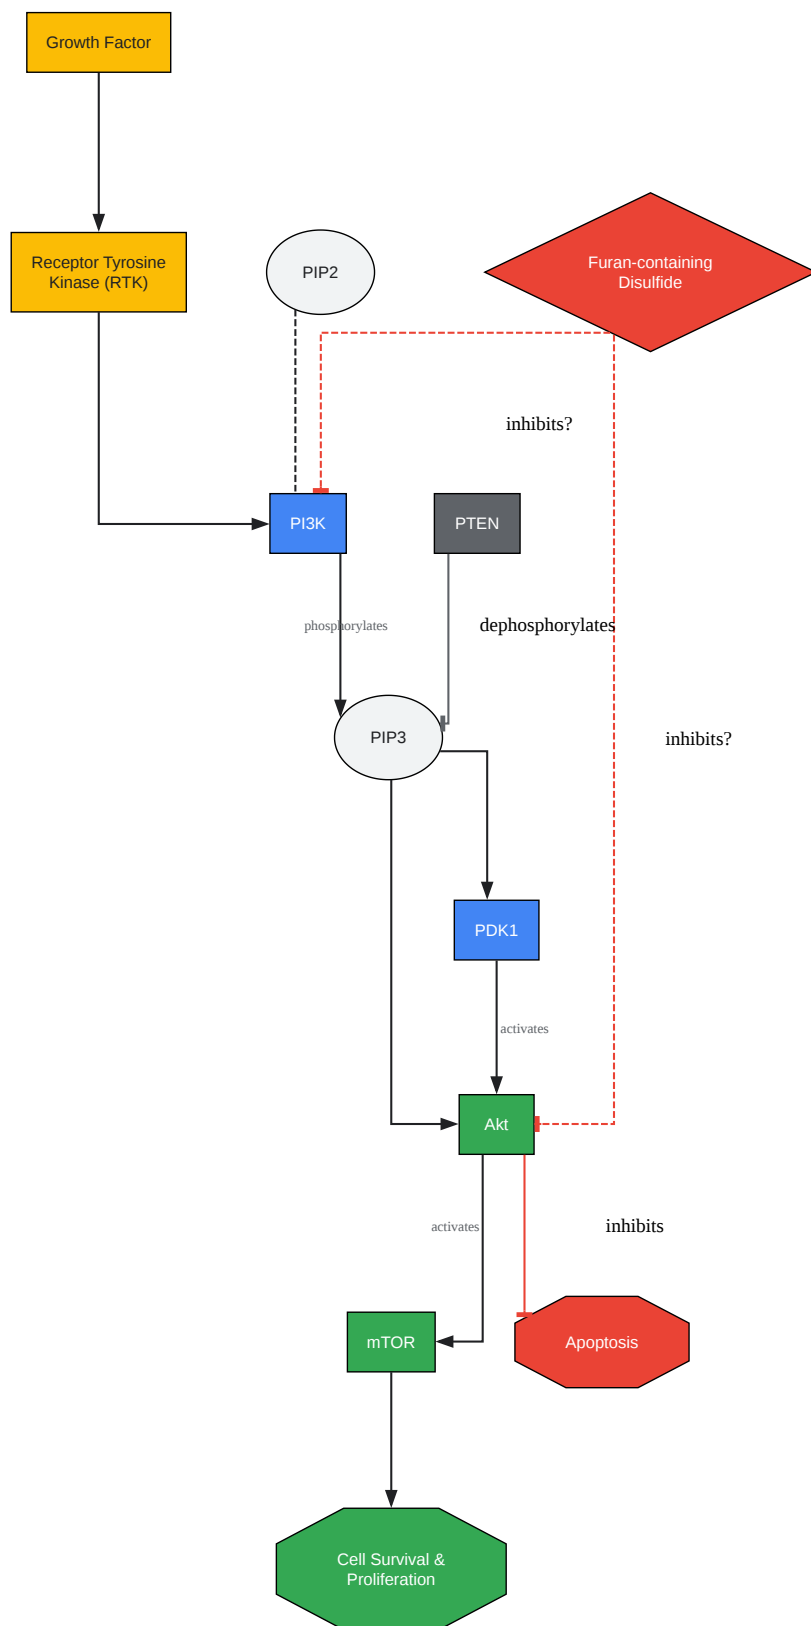 Growth Factor
Receptor Tyrosine
Kinase (RTK)
PIP2
Furan-containing
Disulfide
inhibits?
PI3K
PTEN
phosphorylates
dephosphorylates
PIP3
inhibits?
PDK1
activates
Akt
activates
inhibits
mTOR
Apoptosis
Cell Survival &
Proliferation